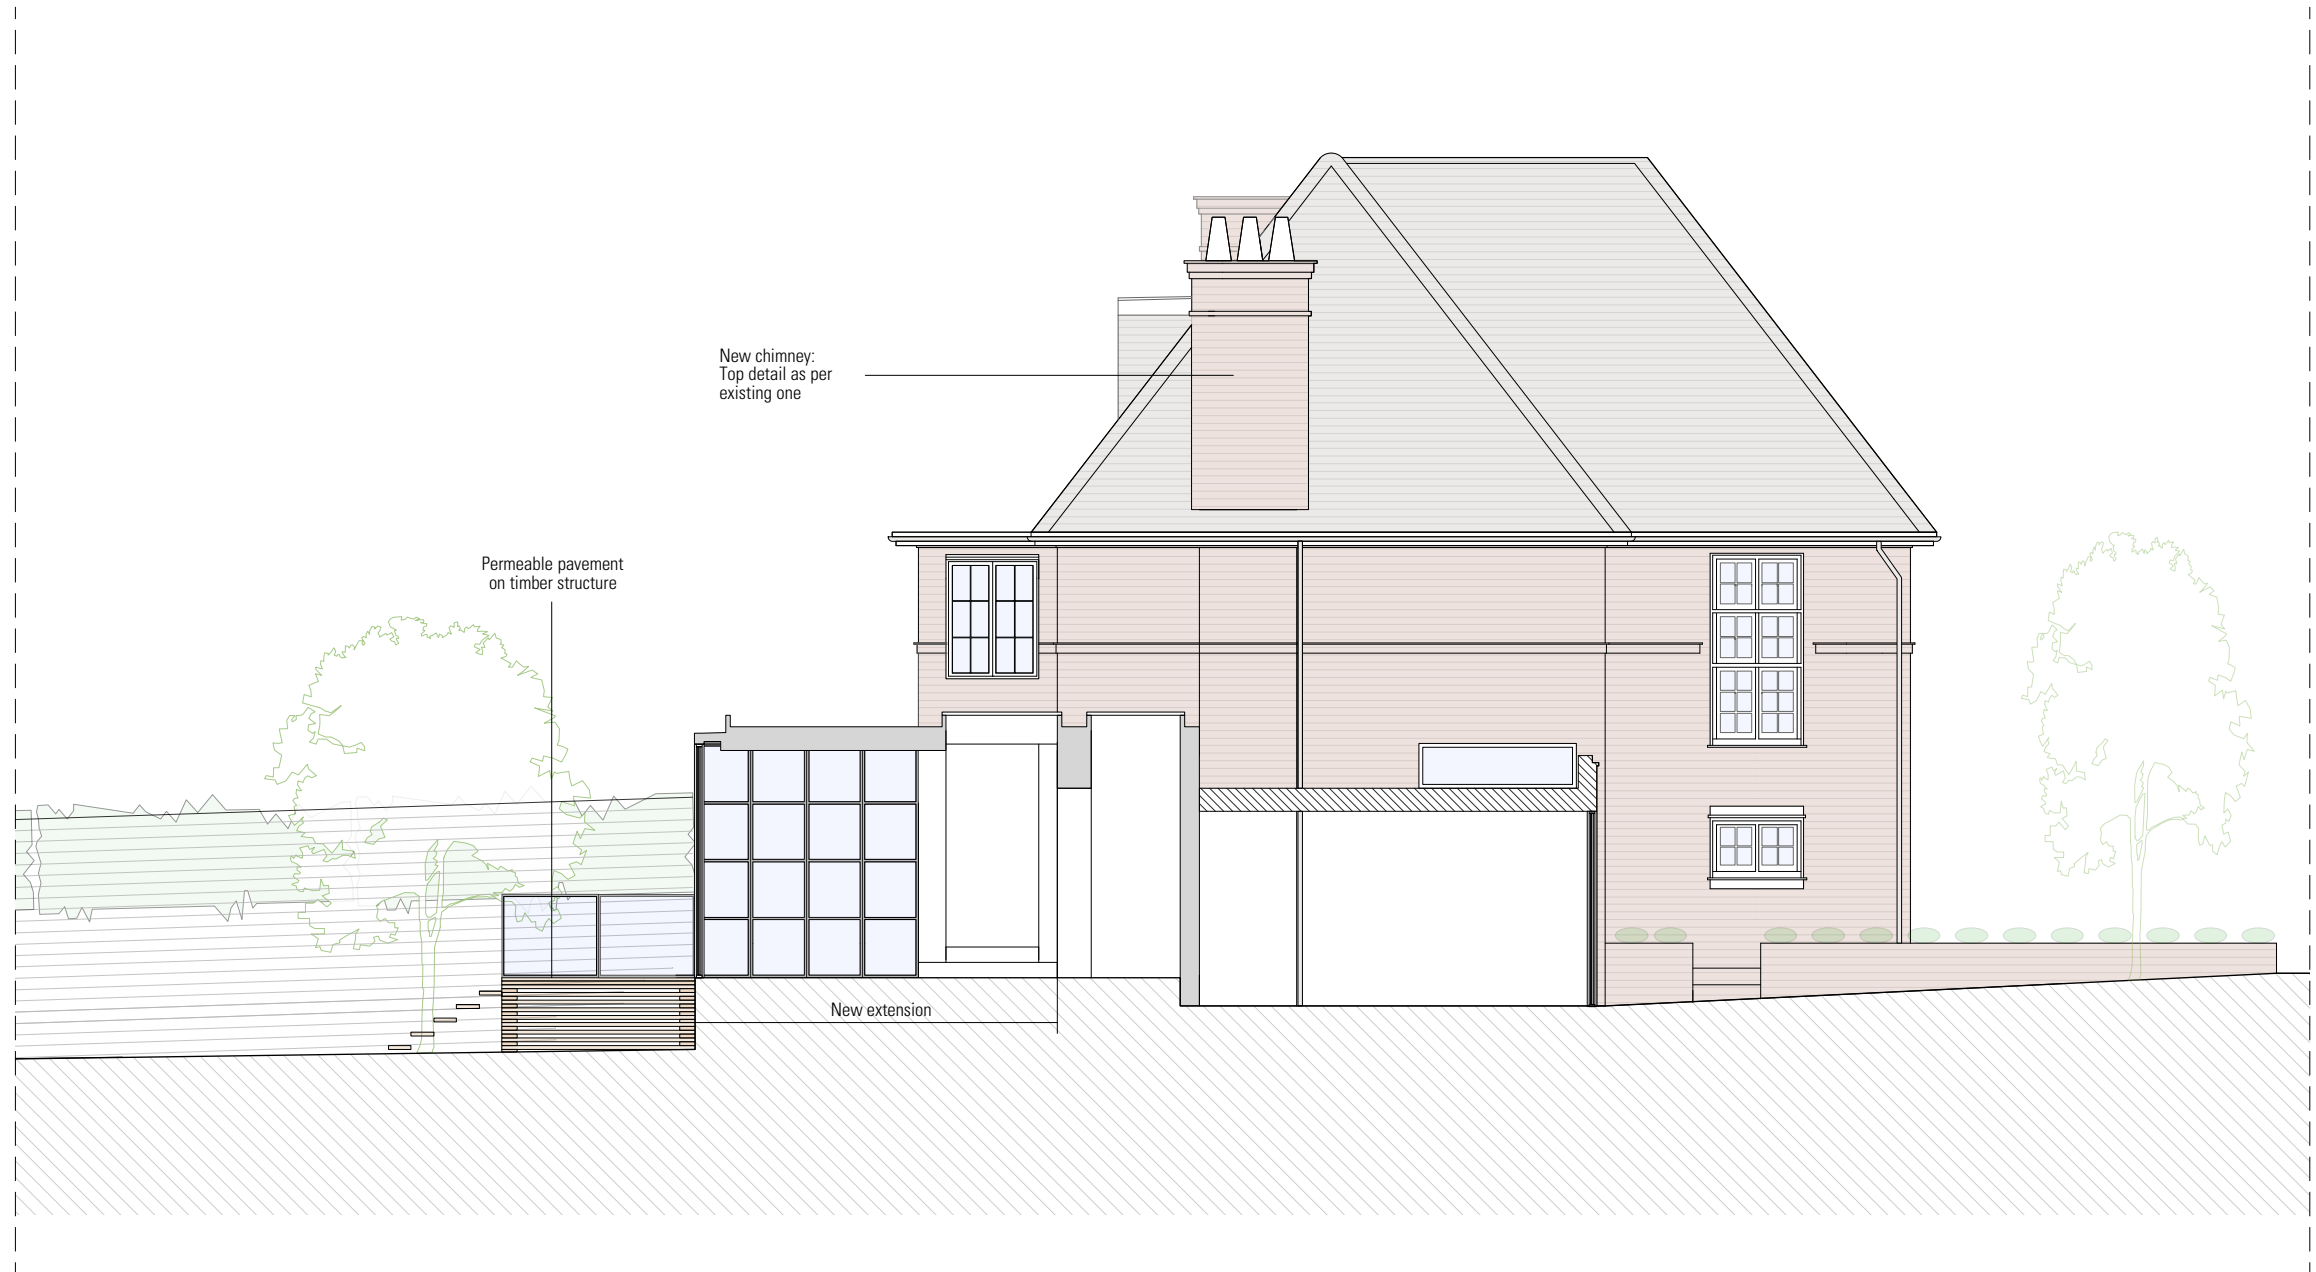 New chimney:
Top detail as per
existing one
Permeable pavement
on timber structure
New extension